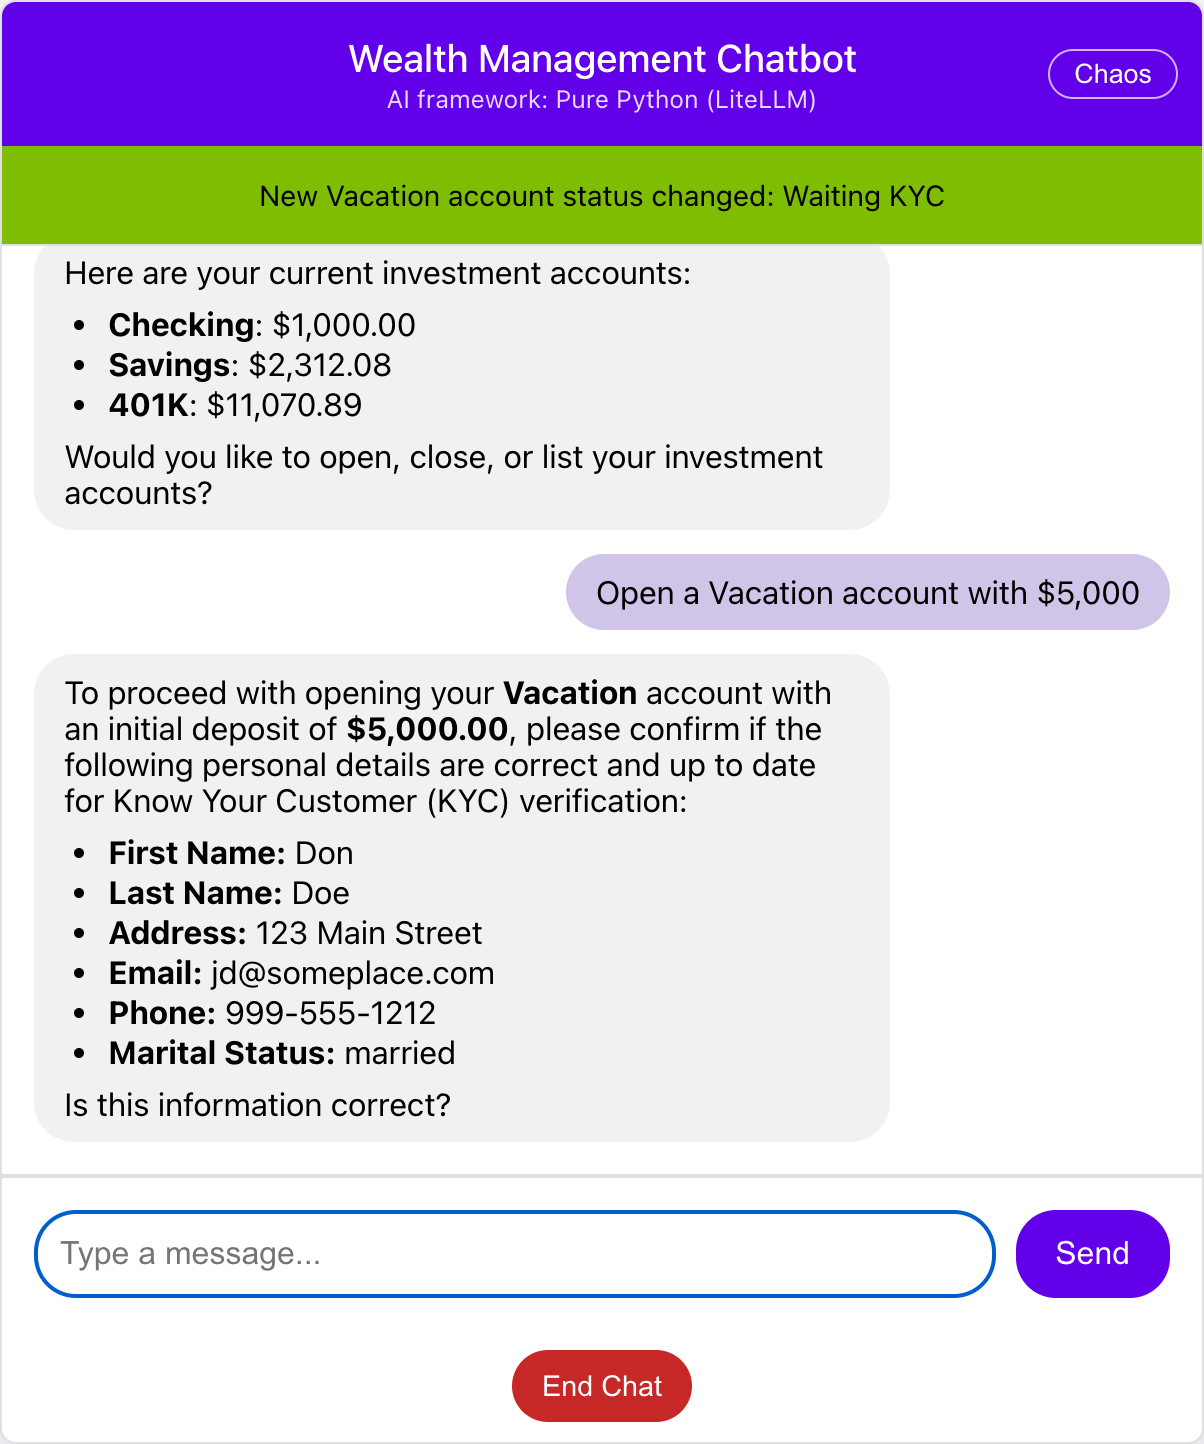 Wealth Management Chatbot
AI framework: Pure Python (LiteLLM)
Chaos
New Vacation account status changed: Waiting KYC
Here are your current investment accounts:
• Checking: $1,000.00
• Savings: $2,312.08
• 401K: $11,070.89
Would you like to open, close, or list your investment
accounts?
Open a Vacation account with $5,000
To proceed with opening your Vacation account with
an initial deposit of $5,000.00, please confirm if the
following personal details are correct and up to date
for Know Your Customer (KYC) verification:
• First Name: Don
• Last Name: Doe
• Address: 123 Main Street
• Email: jd@someplace.com
• Phone: 999-555-1212
• Marital Status: married
Is this information correct?
Type a message...
Send
End Chat